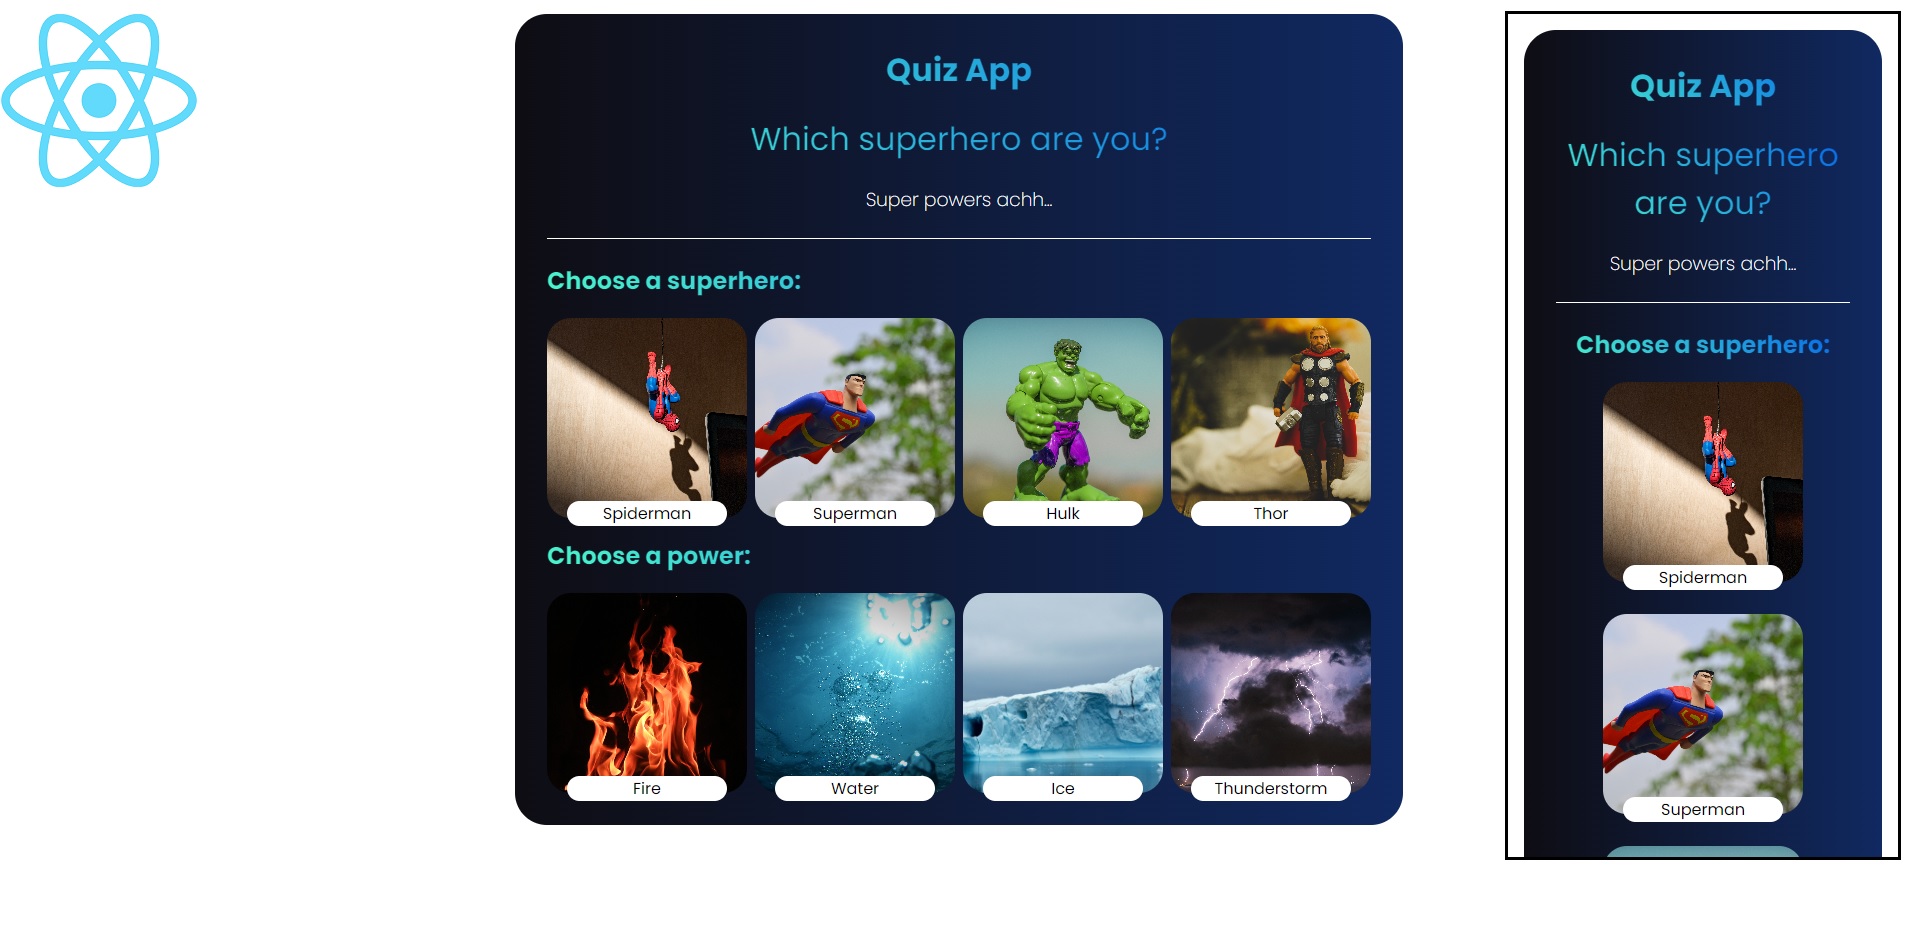 Quiz App
Which superhero are you?
Super powers achh...
Choose a superhero:
Spiderman
Superman
Hulk
Thor
Choose a power:
Fire
Water
Ice
Thunderstorm
Quiz App
Which superhero
are you?
Super powers achh...
Choose a superhero:
Spiderman
Superman